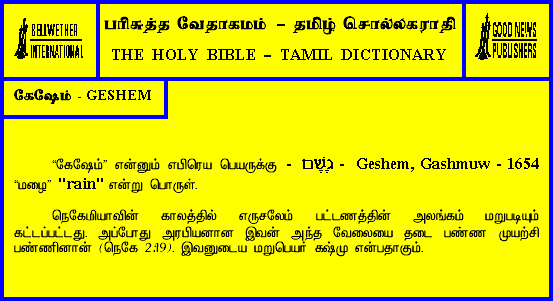 BELLWETHER
INTERNATIONAL
பரிசுத்த வேதாகமம் – தமிழ் சொல்லகராதி
THE HOLY BIBLE – TAMIL DICTIONARY
GOOD NEWS
PUBLISHERS
கேஷேம் - GESHEM
“கேஷேம்” என்னும் எபிரெய பெயருக்கு - גֶּשֶׁם - Geshem, Gashmuw - 1654
“மழை” "rain" என்று பொருள்.
நெகேமியாவின் காலத்தில் எருசலேம் பட்டணத்தின் அலங்கம் மறுபடியும்
கட்டப்பட்டது. அப்போது அரபியனான இவன் அந்த வேலையை தடை பண்ண முயற்சி
பண்ணினான் (நெகே 2:19). இவனுடைய மறுபெயர் கஷ்மு என்பதாகும்.